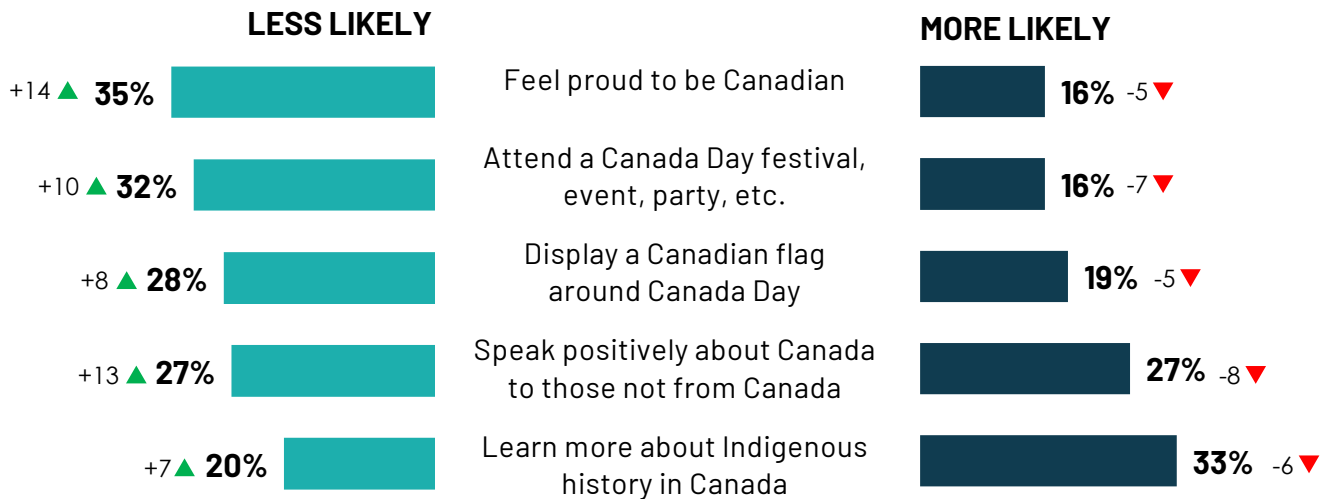 LESS LIKELY
MORE LIKELY
+14 ▲ 35%
Feel proud to be Canadian
16% -5 ▼
+10 ▲ 32%
Attend a Canada Day festival,
event, party, etc.
16% -7 ▼
+8 ▲ 28%
Display a Canadian flag
around Canada Day
19% -5 ▼
+13 ▲ 27%
Speak positively about Canada
to those not from Canada
27% -8 ▼
+7 ▲ 20%
Learn more about Indigenous
history in Canada
33% -6 ▼